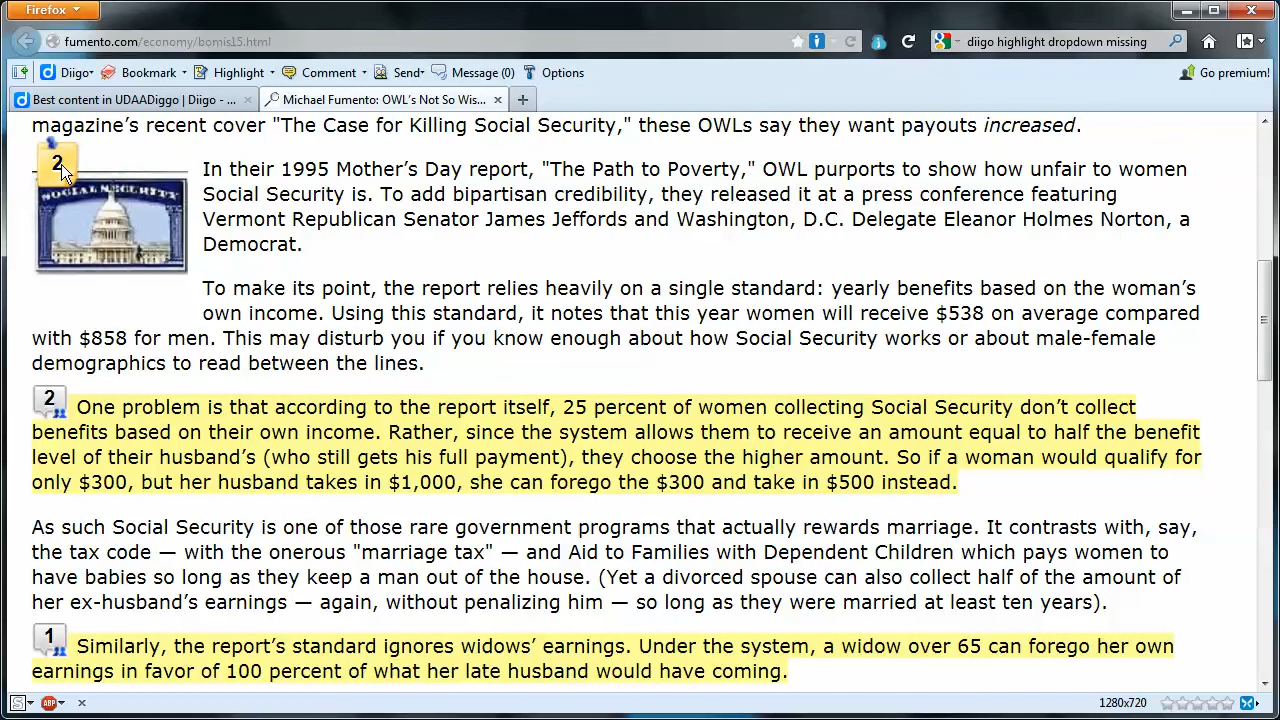 Firefox
fumento.com/economy/bomis15.html
diigo highlight dropdown missing
Diigo Bookmark Highlight Comment Send Message (0) Options Go premium!
Best content in UDAADiggo | Diigo - ... Michael Fumento: OWL's Not So Wis...
magazine’s recent cover "The Case for Killing Social Security," these OWLs say they want payouts increased.
2
SOCIAL SECURITY
In their 1995 Mother’s Day report, "The Path to Poverty," OWL purports to show how unfair to women
Social Security is. To add bipartisan credibility, they released it at a press conference featuring
Vermont Republican Senator James Jeffords and Washington, D.C. Delegate Eleanor Holmes Norton, a
Democrat.
To make its point, the report relies heavily on a single standard: yearly benefits based on the woman’s
own income. Using this standard, it notes that this year women will receive $538 on average compared
with $858 for men. This may disturb you if you know enough about how Social Security works or about male-female
demographics to read between the lines.
2 One problem is that according to the report itself, 25 percent of women collecting Social Security don’t collect
benefits based on their own income. Rather, since the system allows them to receive an amount equal to half the benefit
level of their husband’s (who still gets his full payment), they choose the higher amount. So if a woman would qualify for
only $300, but her husband takes in $1,000, she can forego the $300 and take in $500 instead.
As such Social Security is one of those rare government programs that actually rewards marriage. It contrasts with, say,
the tax code — with the onerous "marriage tax" — and Aid to Families with Dependent Children which pays women to
have babies so long as they keep a man out of the house. (Yet a divorced spouse can also collect half of the amount of
her ex-husband’s earnings — again, without penalizing him — so long as they were married at least ten years).
1 Similarly, the report’s standard ignores widows’ earnings. Under the system, a widow over 65 can forego her own
earnings in favor of 100 percent of what her late husband would have coming.
S ABP 1280x720